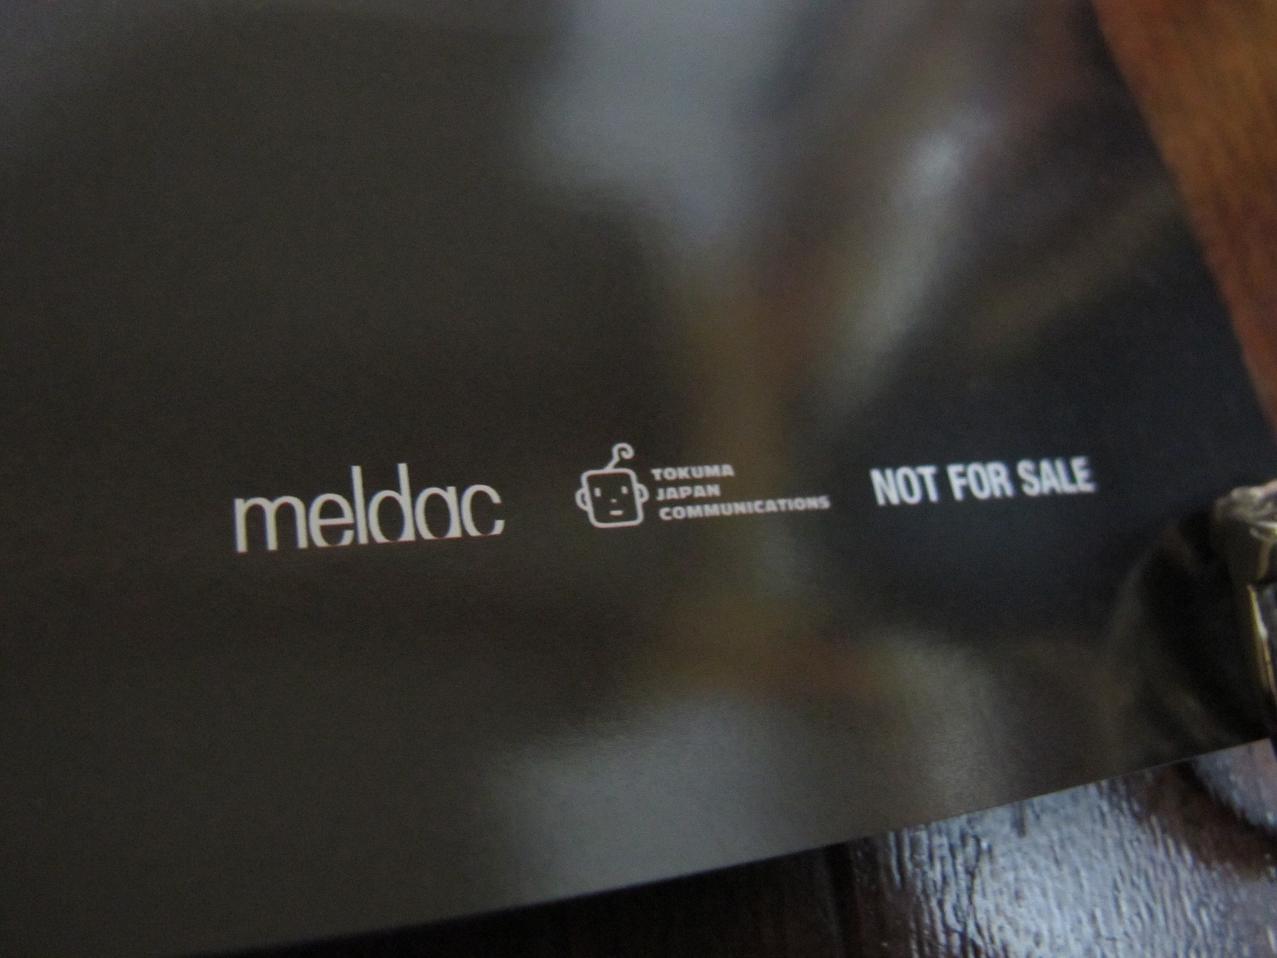 meldac
TOKUMA
JAPAN
COMMUNICATIONS
NOT FOR SALE